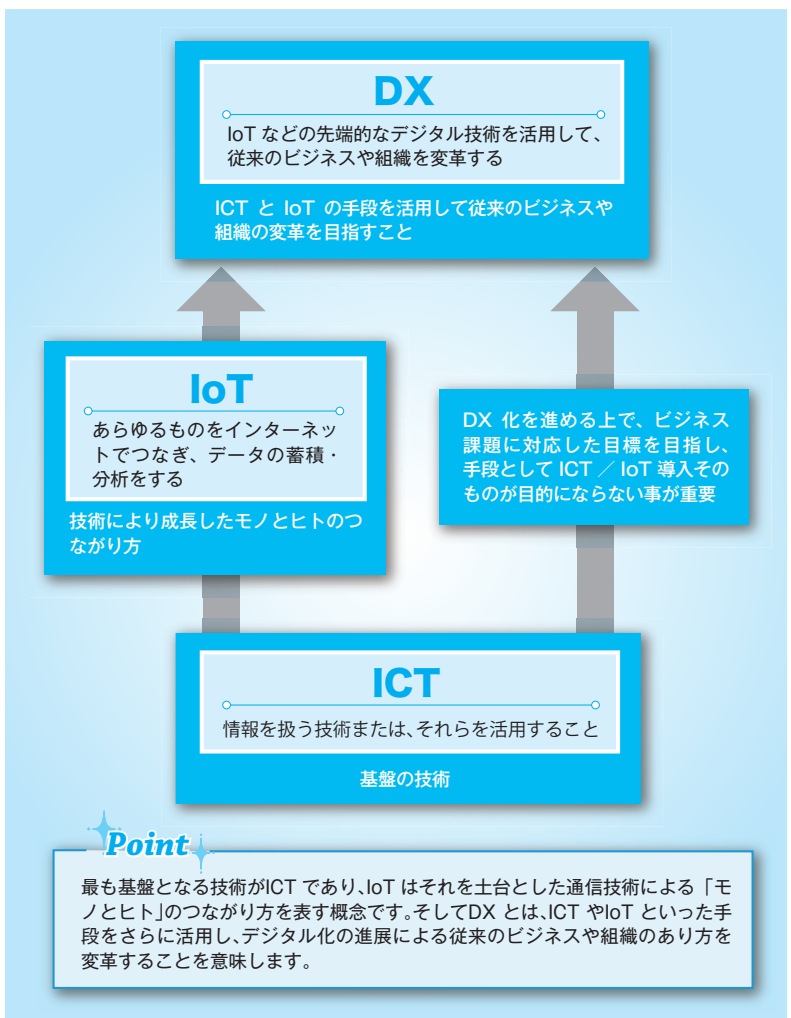 DX
IoT などの先端的なデジタル技術を活用して、
従来のビジネスや組織を変革する
ICT と IoT の手段を活用して従来のビジネスや
組織の変革を目指すこと
IoT
あらゆるものをインターネッ
トでつなぎ、データの蓄積・
分析をする
技術により成長したモノとヒトのつ
ながり方
DX 化を進める上で、ビジネス
課題に対応した目標を目指し、
手段として ICT ／ IoT 導入その
ものが目的にならない事が重要
ICT
情報を扱う技術または、それらを活用すること
基盤の技術
Point
最も基盤となる技術がICT であり、IoT はそれを土台とした通信技術による「モ
ノとヒト」のつながり方を表す概念です。そしてDX とは、ICT やIoT といった手
段をさらに活用し、デジタル化の進展による従来のビジネスや組織のあり方を
変革することを意味します。